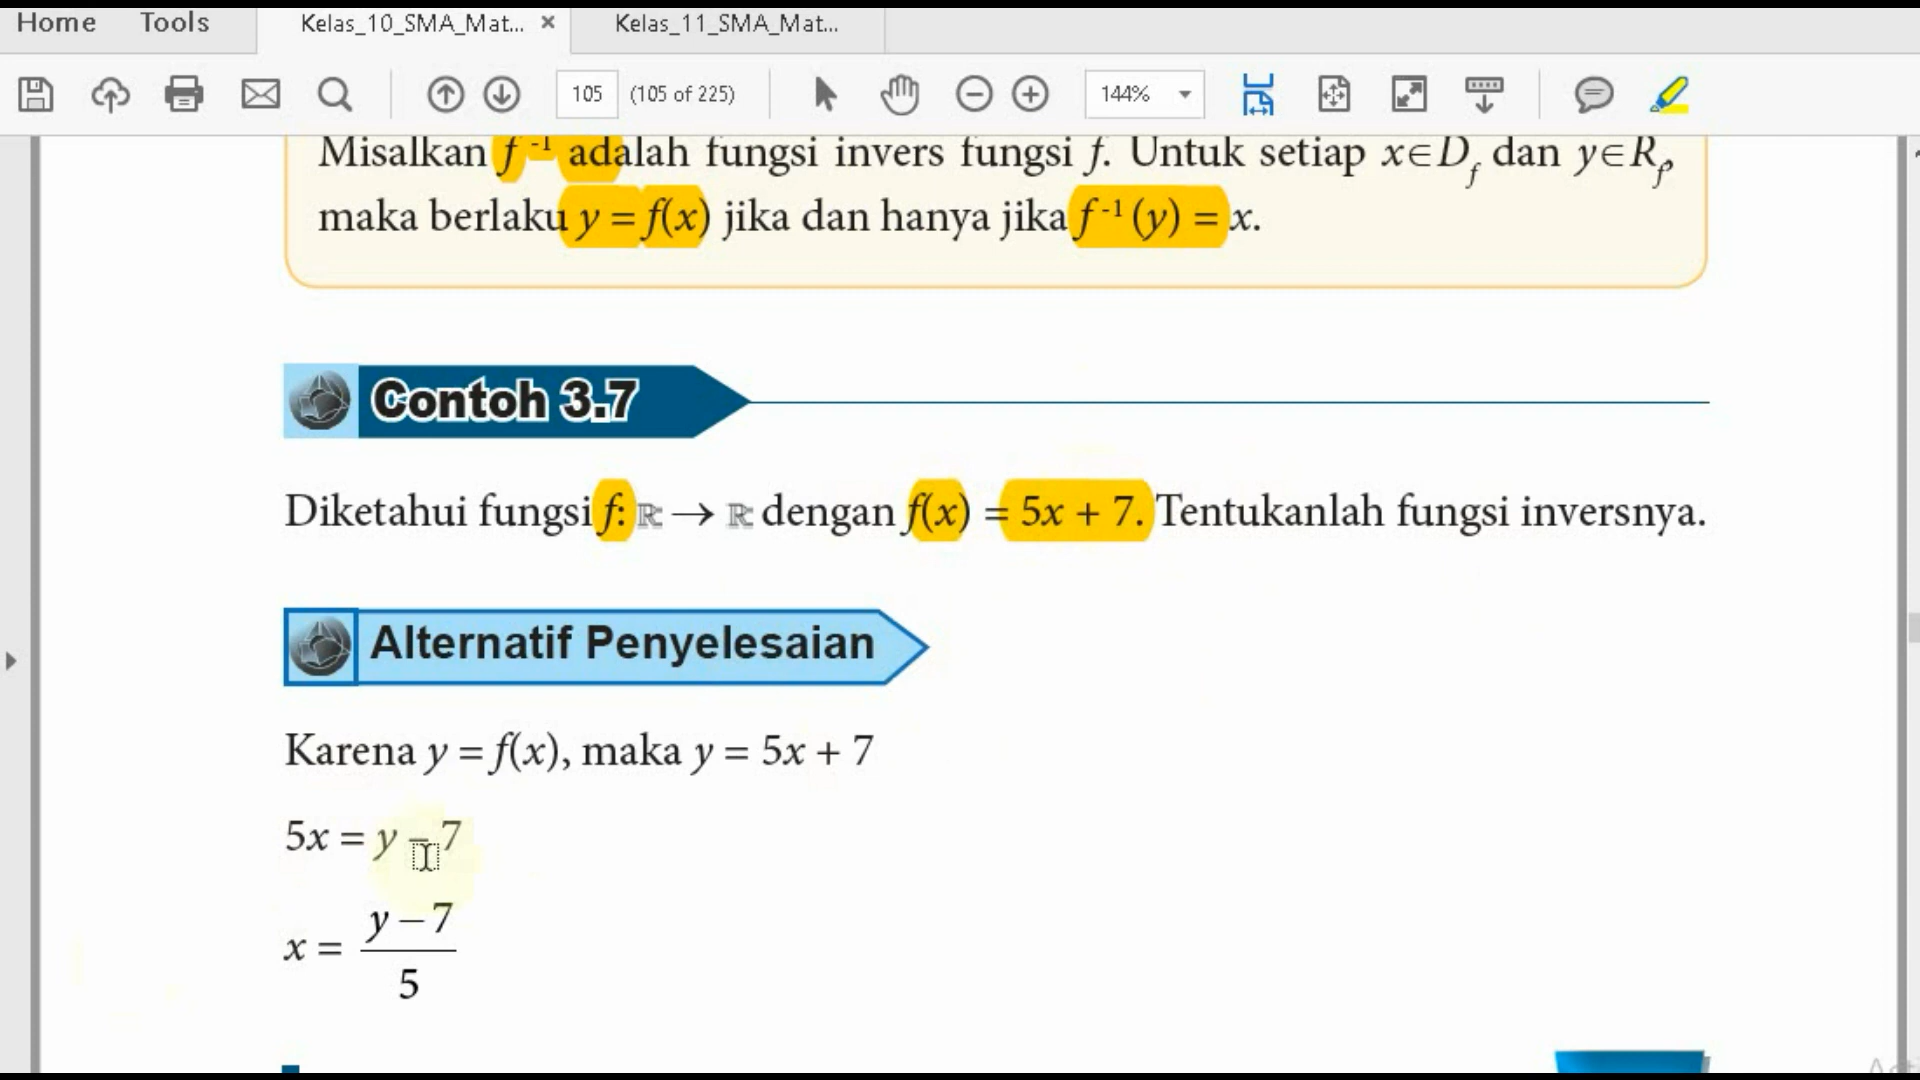 Home Tools Kelas_10_SMA_Mat... × Kelas_11_SMA_Mat...
105 (105 of 225) 144%
Misalkan f⁻¹ adalah fungsi invers fungsi f. Untuk setiap x∈D_f dan y∈R_f,
maka berlaku y = f(x) jika dan hanya jika f⁻¹(y) = x.
Contoh 3.7
Diketahui fungsi f: ℝ → ℝ dengan f(x) = 5x + 7. Tentukanlah fungsi inversnya.
Alternatif Penyelesaian
Karena y = f(x), maka y = 5x + 7
5x = y – 7
x = (y – 7)/5